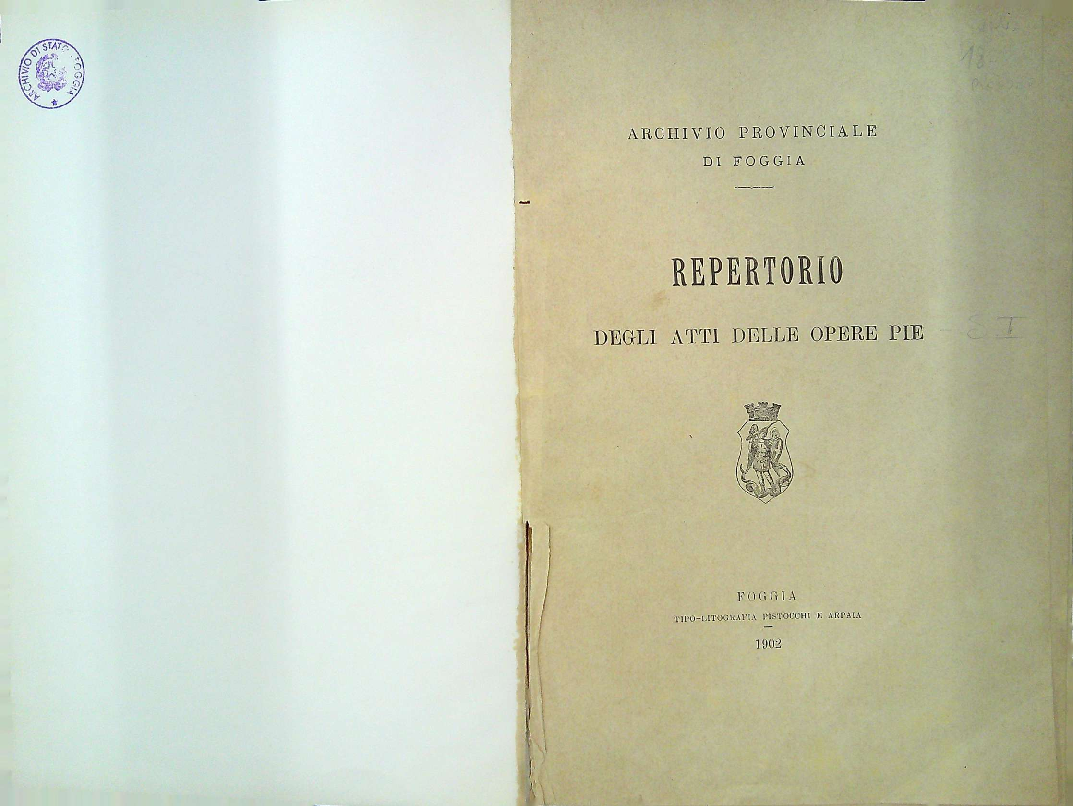 ARCHIVIO DI STATO FOGGIA
18
ARCHIVIO PROVINCIALE
DI FOGGIA
REPERTORIO
DEGLI ATTI DELLE OPERE PIE
FOGGIA
TIPO-LITOGRAFIA PISTOCCHI E ARPAIA
1902